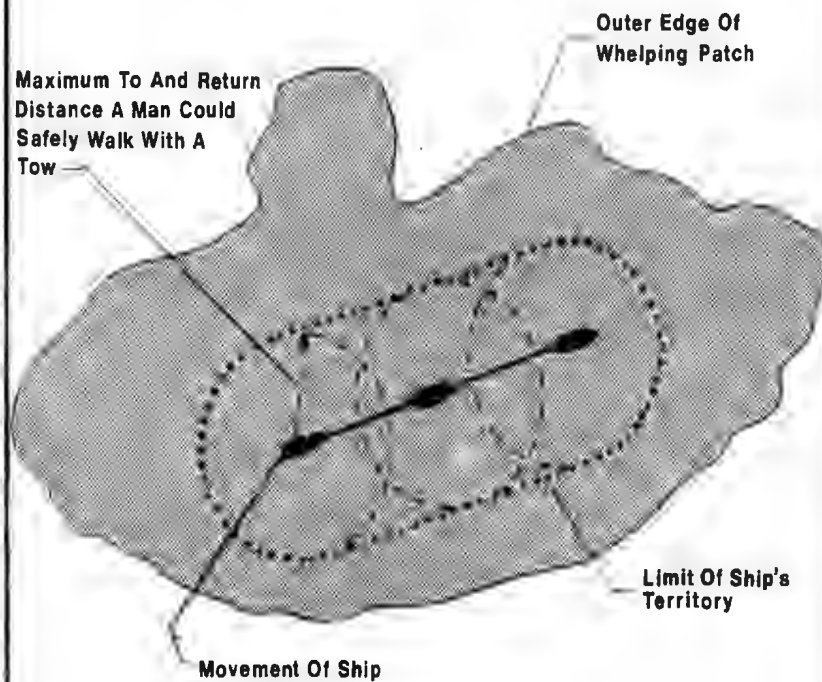 Outer Edge Of
Whelping Patch
Maximum To And Return
Distance A Man Could
Safely Walk With A
Tow
Limit Of Ship's
Territory
Movement Of Ship